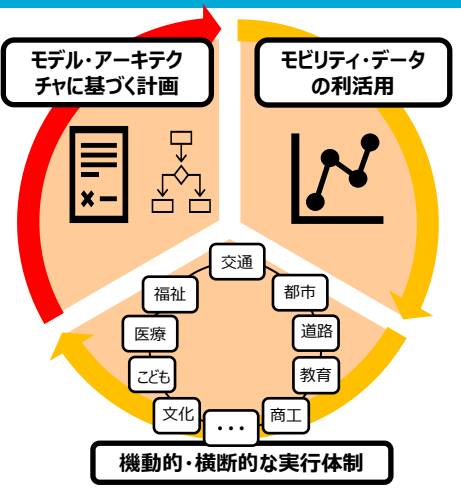 モデル・アーキテク
チャに基づく計画
モビリティ・データ
の利活用
交通
福祉
都市
医療
道路
こども
教育
文化
商工
・・・
機動的・横断的な実行体制